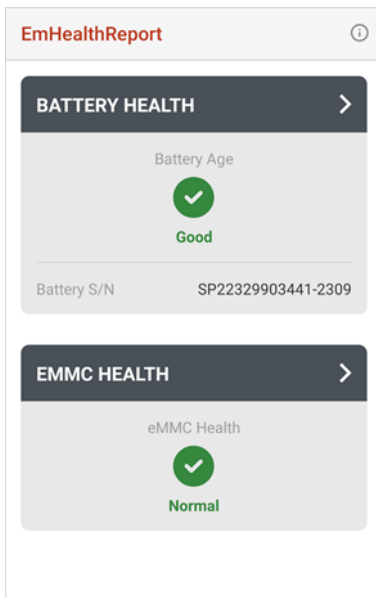 EmHealthReport
BATTERY HEALTH
Battery Age
Good
Battery S/N SP22329903441-2309
EMMC HEALTH
eMMC Health
Normal